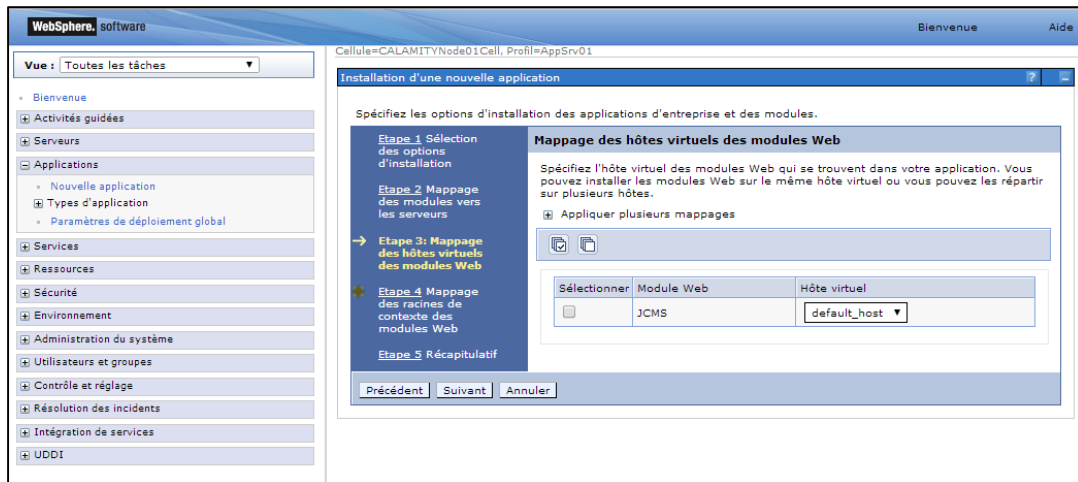 WebSphere. software
Bienvenue
Aide
Vue : Toutes les tâches
Bienvenue
Activités guidées
Serveurs
Applications
Nouvelle application
Types d'application
Paramètres de déploiement global
Services
Ressources
Sécurité
Environnement
Administration du système
Utilisateurs et groupes
Contrôle et réglage
Résolution des incidents
Intégration de services
UDDI
Cellule=CALAMITYNode01Cell, Profil=AppSrv01
Installation d'une nouvelle application
?
Spécifiez les options d'installation des applications d'entreprise et des modules.
Etape 1 Sélection
des options
d'installation
Etape 2 Mappage
des modules vers
les serveurs
Etape 3: Mappage
des hôtes virtuels
des modules Web
Etape 4 Mappage
des racines de
contexte des
modules Web
Etape 5 Récapitulatif
Mappage des hôtes virtuels des modules Web
Spécifiez l'hôte virtuel des modules Web qui se trouvent dans votre application. Vous
pouvez installer les modules Web sur le même hôte virtuel ou vous pouvez les répartir
sur plusieurs hôtes.
Appliquer plusieurs mappages
Sélectionner Module Web Hôte virtuel
JCMS default_host
Précédent Suivant Annuler